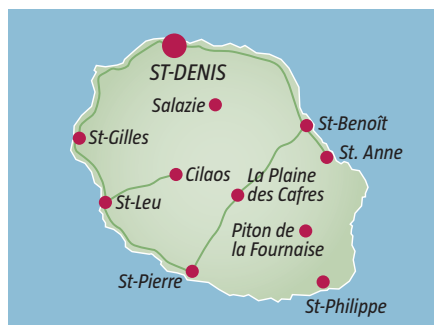 ST-DENIS
Salazie
St-Benoît
St-Gilles
St. Anne
Cilaos
La Plaine
des Cafres
St-Leu
Piton de
la Fournaise
St-Pierre
St-Philippe